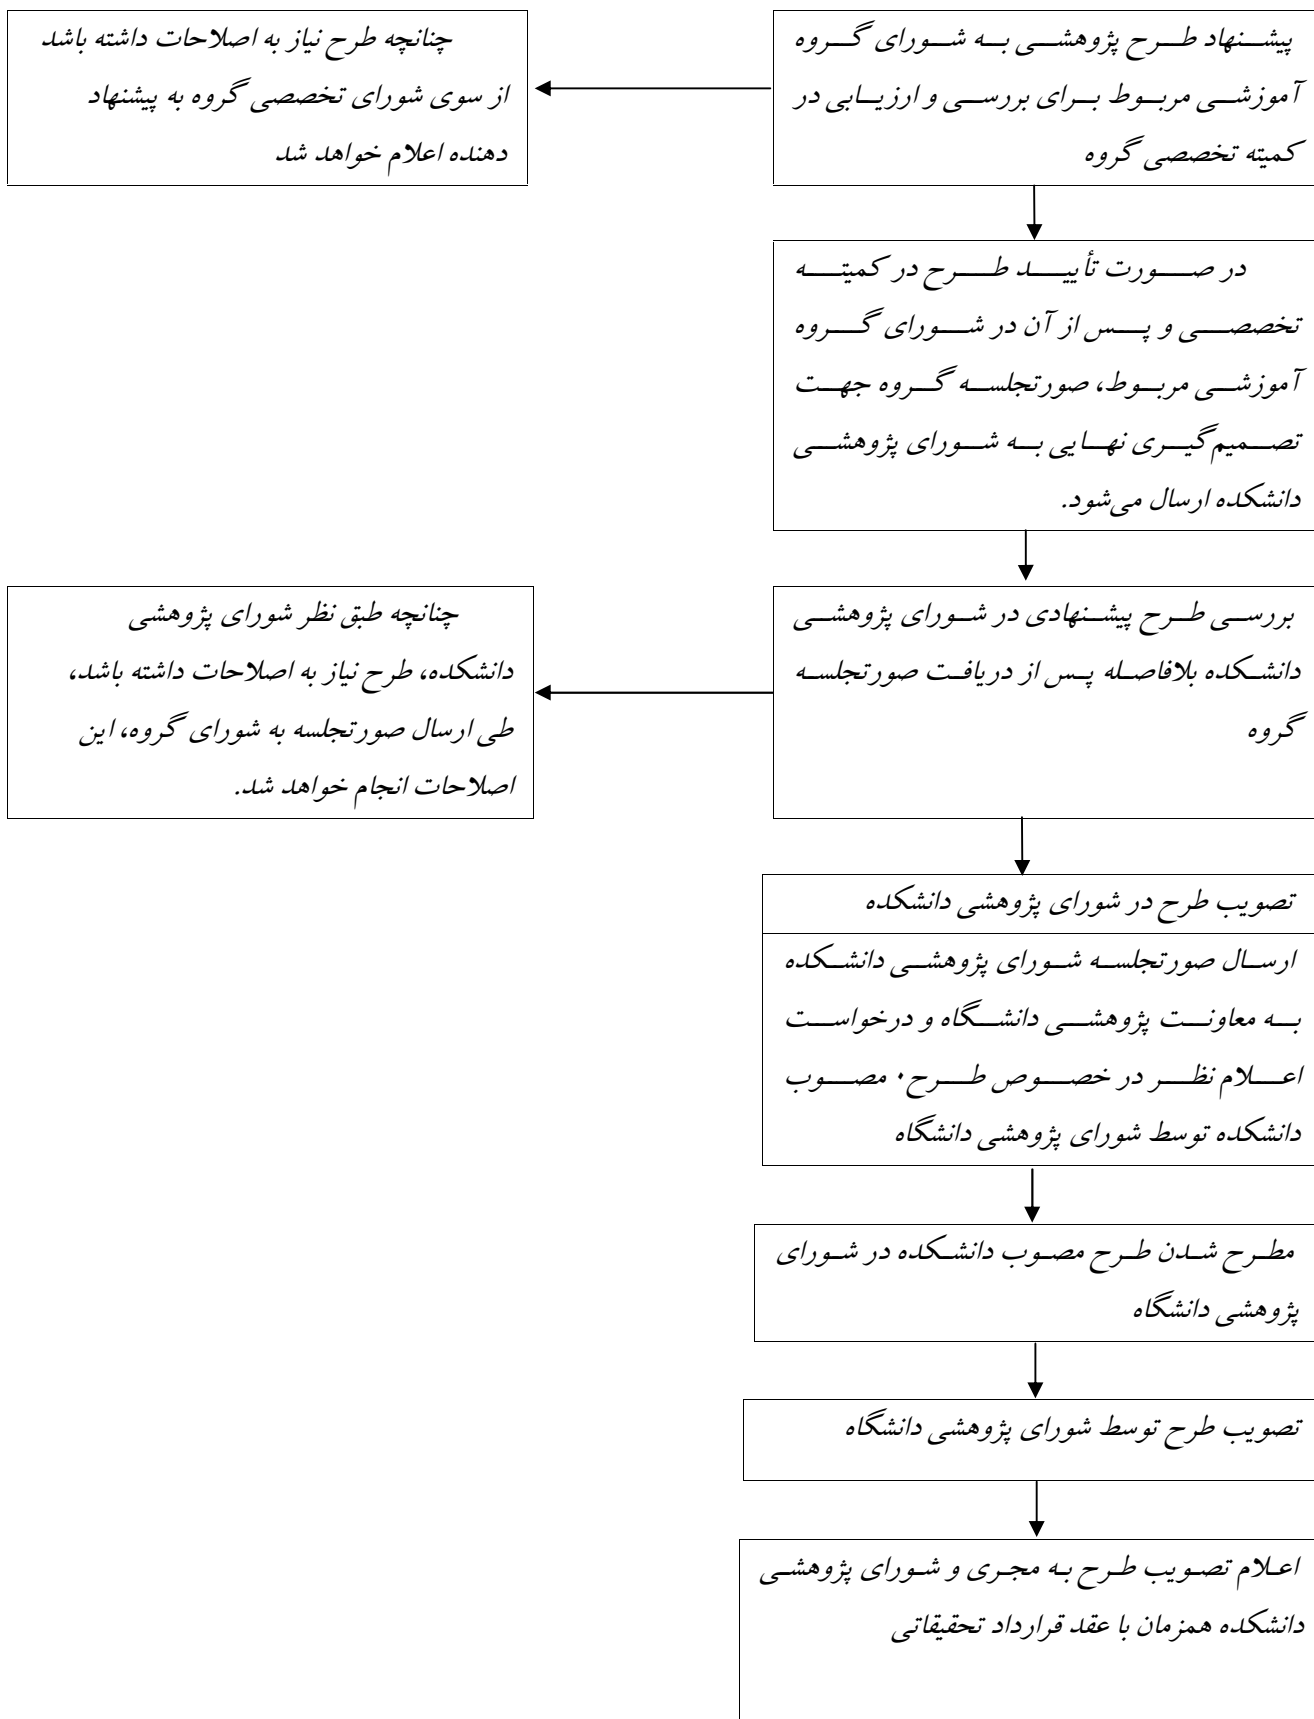 پیشنهاد طرح پژوهشی به شورای گروه
آموزشی مربوط برای بررسی و ارزیابی در
کمیته تخصصی گروه
چنانچه طرح نیاز به اصلاحات داشته باشد
از سوی شورای تخصصی گروه به پیشنهاد
دهنده اعلام خواهد شد
در صورت تأیید طرح در کمیته
تخصصی و پس از آن در شورای گروه
آموزشی مربوط، صورتجلسه گروه جهت
تصمیم‌گیری نهایی به شورای پژوهشی
دانشکده ارسال می‌شود.
بررسی طرح پیشنهادی در شورای پژوهشی
دانشکده بلافاصله پس از دریافت صورتجلسه
گروه
چنانچه طبق نظر شورای پژوهشی
دانشکده، طرح نیاز به اصلاحات داشته باشد،
طی ارسال صورتجلسه به شورای گروه، این
اصلاحات انجام خواهد شد.
تصویب طرح در شورای پژوهشی دانشکده
ارسال صورتجلسه شورای پژوهشی دانشکده
به معاونت پژوهشی دانشگاه و درخواست
اعلام نظر در خصوص طرح۰ مصوب
دانشکده توسط شورای پژوهشی دانشگاه
مطرح شدن طرح مصوب دانشکده در شورای
پژوهشی دانشگاه
تصویب طرح توسط شورای پژوهشی دانشگاه
اعلام تصویب طرح به مجری و شورای پژوهشی
دانشکده همزمان با عقد قرارداد تحقیقاتی